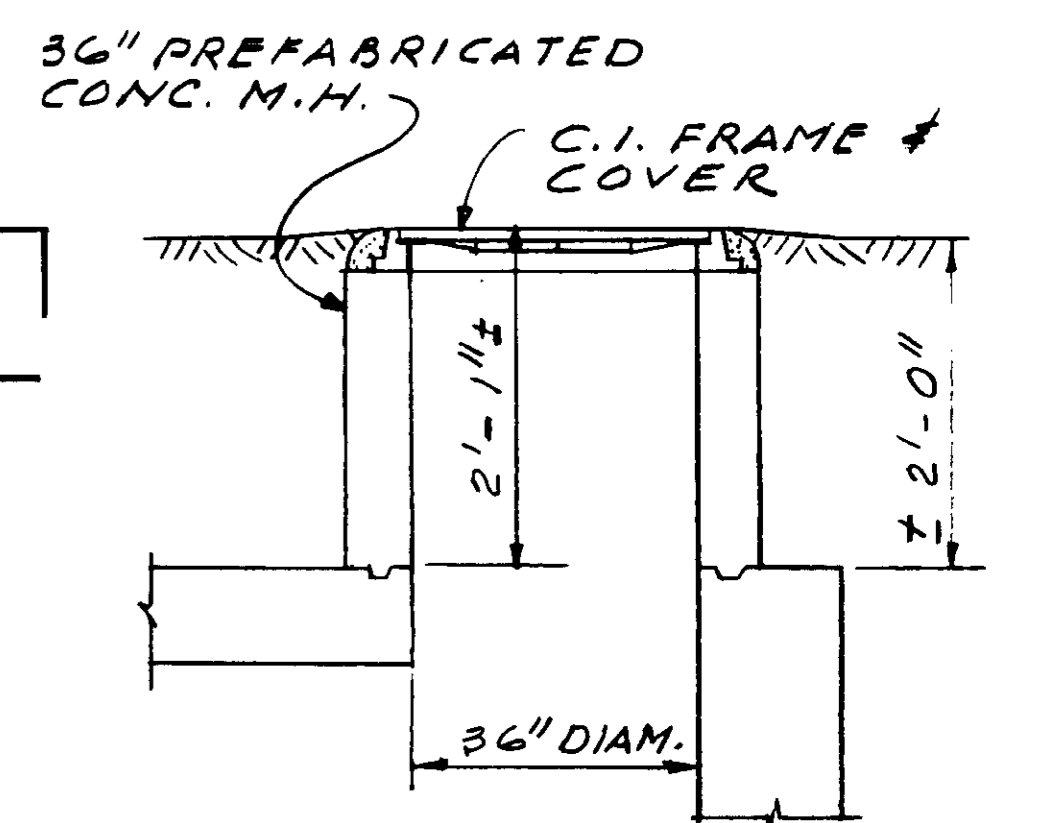 36" PREFABRICATED
CONC. M.H.
C.I. FRAME &
COVER
2'-1"±
± 2'-0"
36" DIAM.